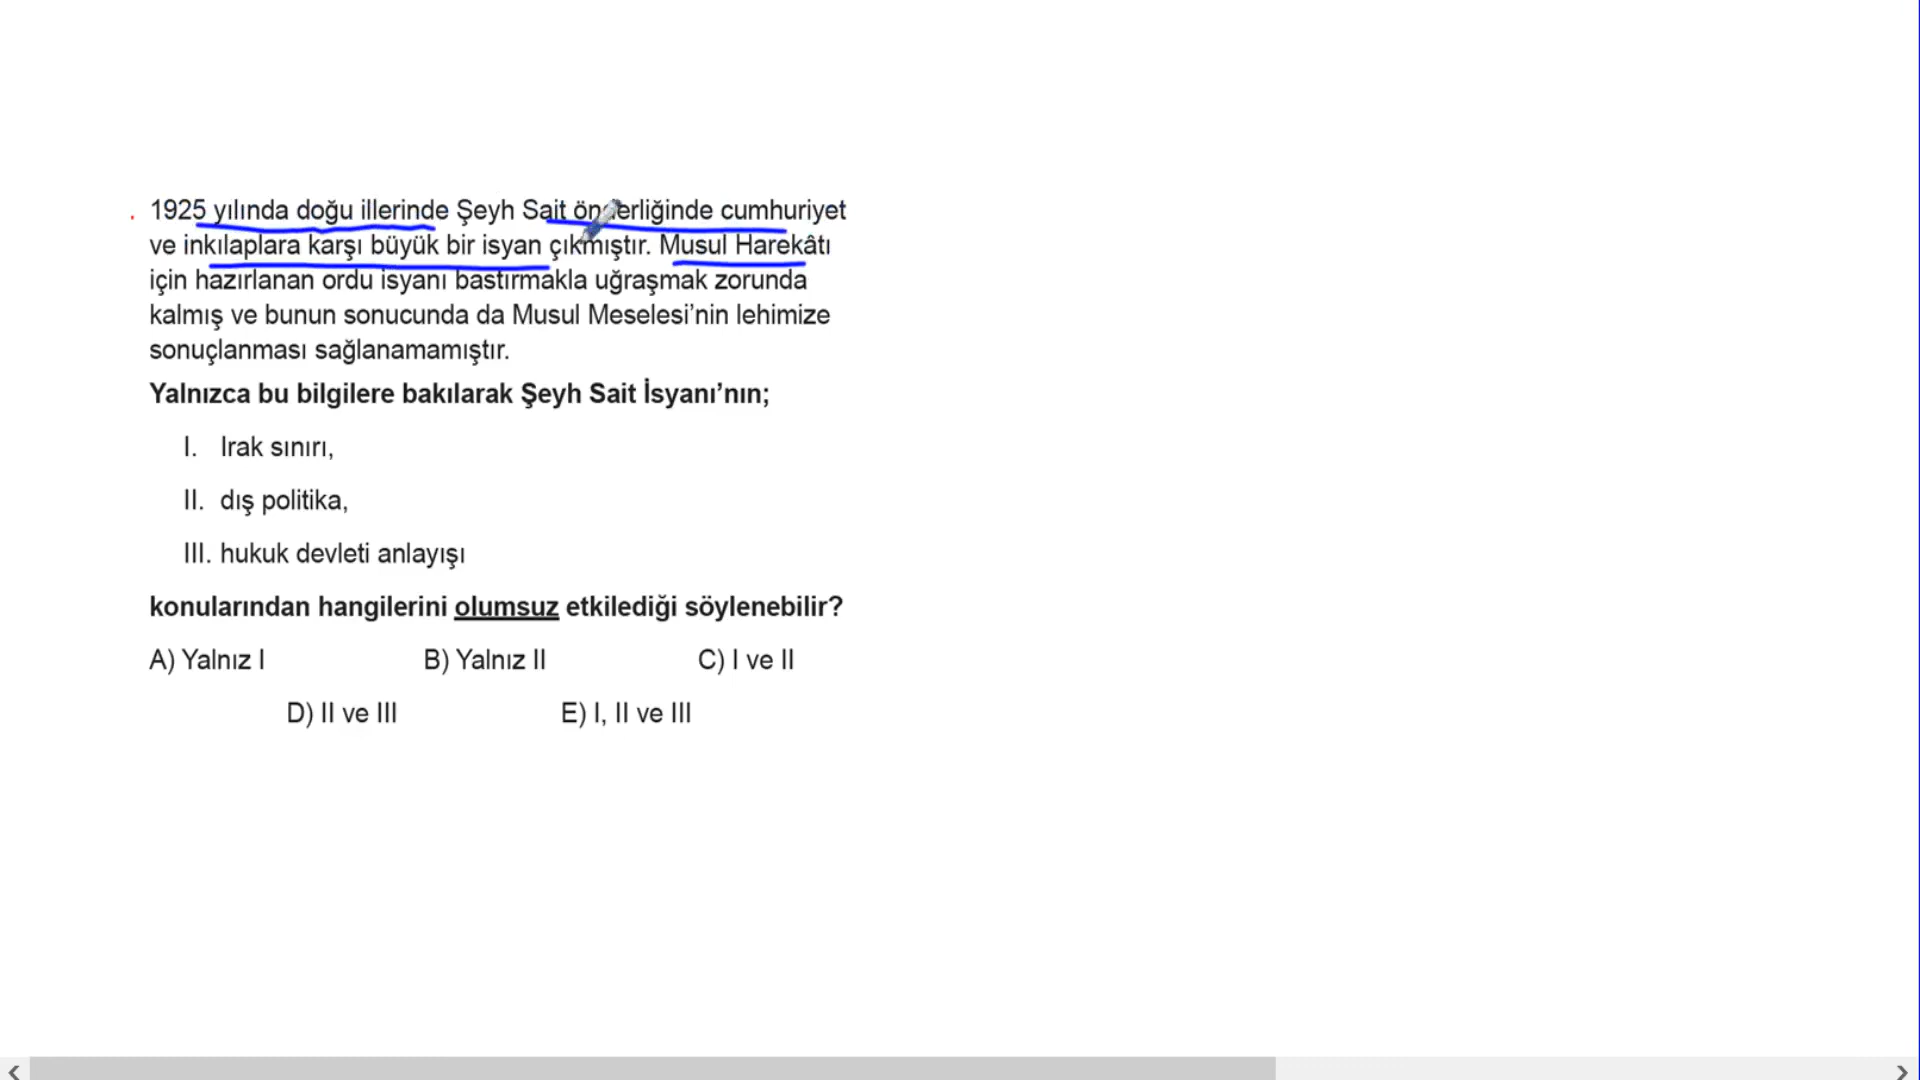 1925 yılında doğu illerinde Şeyh Sait önderliğinde cumhuriyet
ve inkılaplara karşı büyük bir isyan çıkmıştır. Musul Harekâtı
için hazırlanan ordu isyanı bastırmakla uğraşmak zorunda
kalmış ve bunun sonucunda da Musul Meselesi’nin lehimize
sonuçlanması sağlanamamıştır.
Yalnızca bu bilgilere bakılarak Şeyh Sait İsyanı’nın;
I. Irak sınırı,
II. dış politika,
III. hukuk devleti anlayışı
konularından hangilerini olumsuz etkilediği söylenebilir?
A) Yalnız I B) Yalnız II C) I ve II
D) II ve III E) I, II ve III